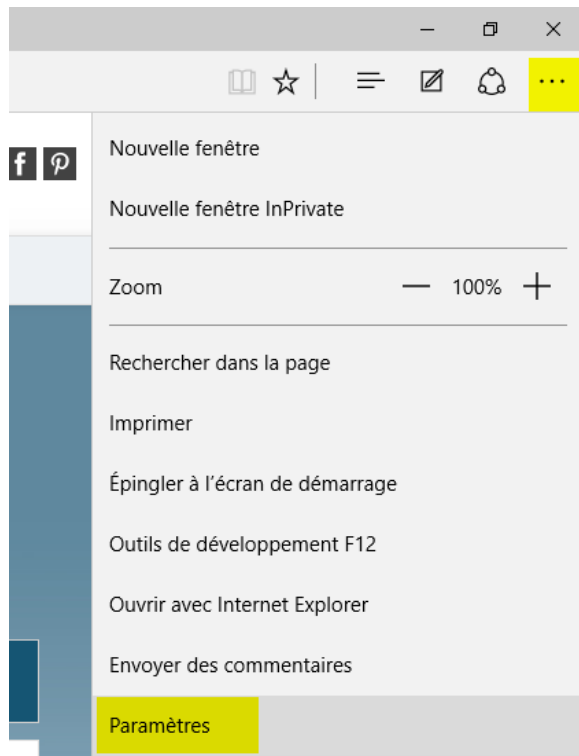 Nouvelle fenêtre
Nouvelle fenêtre InPrivate
Zoom — 100% +
Rechercher dans la page
Imprimer
Épingler à l’écran de démarrage
Outils de développement F12
Ouvrir avec Internet Explorer
Envoyer des commentaires
Paramètres